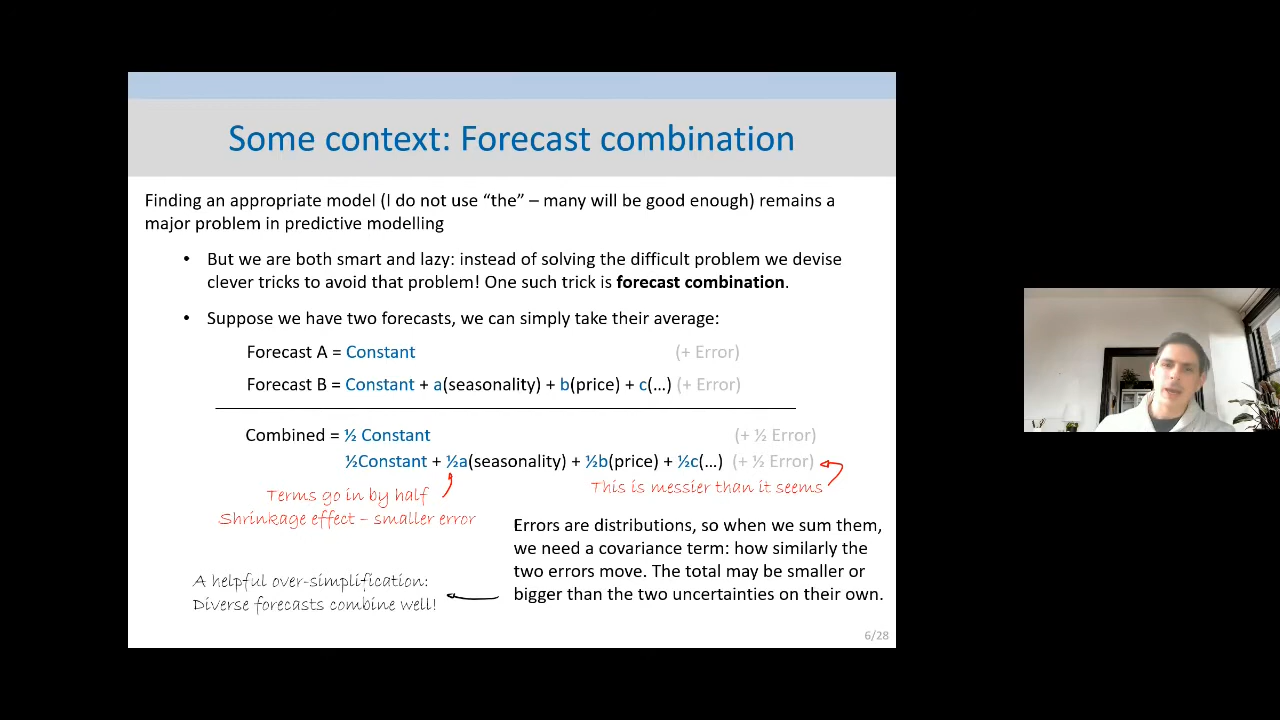 Some context: Forecast combination
Finding an appropriate model (I do not use “the” – many will be good enough) remains a
major problem in predictive modelling
• But we are both smart and lazy: instead of solving the difficult problem we devise
clever tricks to avoid that problem! One such trick is forecast combination.
• Suppose we have two forecasts, we can simply take their average:
Forecast A = Constant (+ Error)
Forecast B = Constant + a(seasonality) + b(price) + c(…) (+ Error)
Combined = ½ Constant (+ ½ Error)
½Constant + ½a(seasonality) + ½b(price) + ½c(…) (+ ½ Error)
This is messier than it seems
Terms go in by half
Shrinkage effect – smaller error
Errors are distributions, so when we sum them,
we need a covariance term: how similarly the
two errors move. The total may be smaller or
bigger than the two uncertainties on their own.
A helpful over-simplification:
Diverse forecasts combine well!
6/28